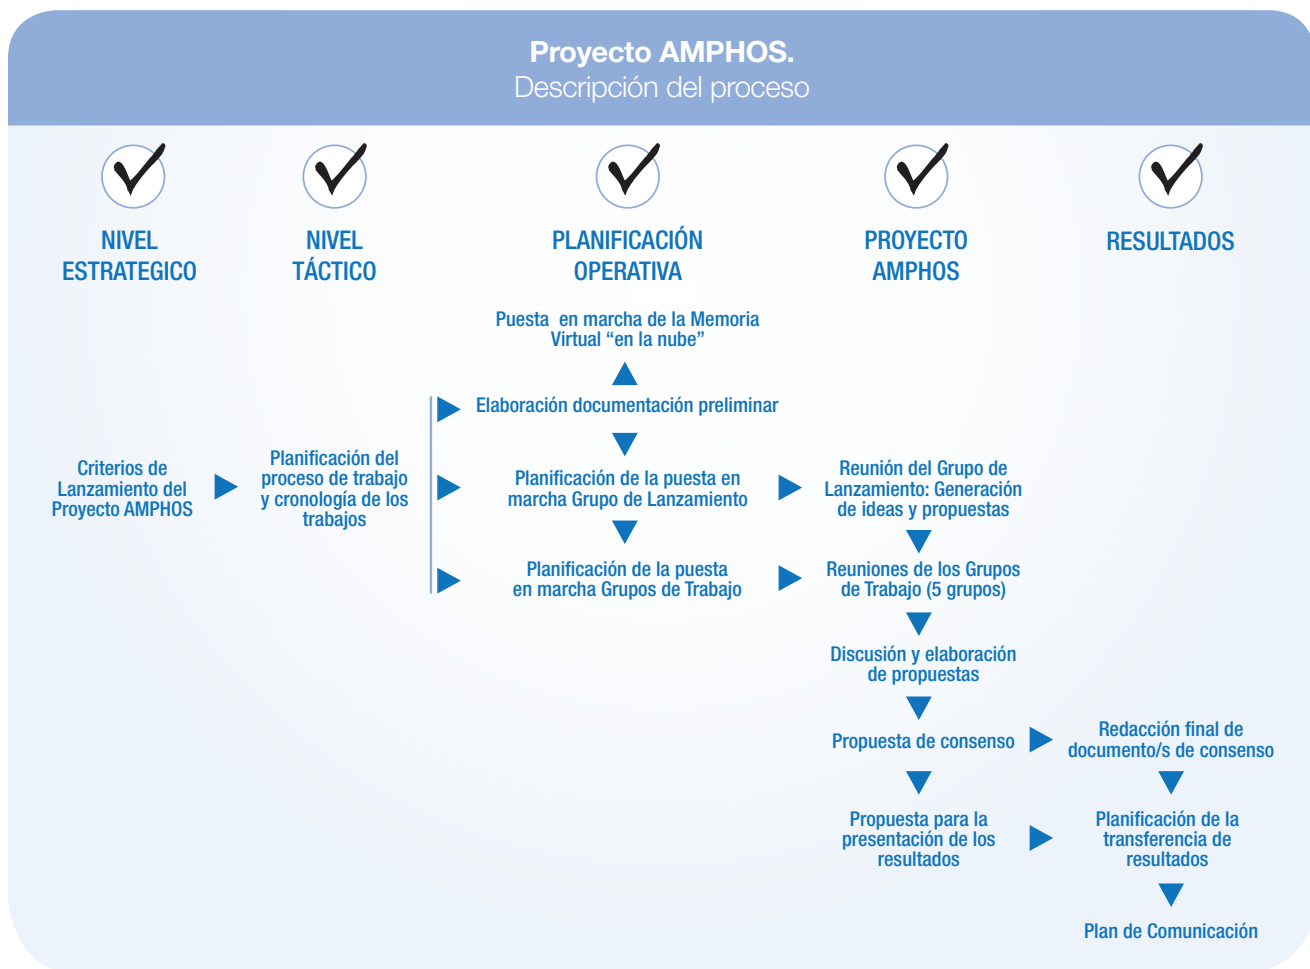 Proyecto AMPHOS.
Descripción del proceso
NIVEL
ESTRATEGICO
NIVEL
TÁCTICO
PLANIFICACIÓN
OPERATIVA
PROYECTO
AMPHOS
RESULTADOS
Criterios de
Lanzamiento del
Proyecto AMPHOS
Planificación del
proceso de trabajo
y cronología de los
trabajos
Puesta en marcha de la Memoria
Virtual “en la nube”
Elaboración documentación preliminar
Planificación de la puesta en
marcha Grupo de Lanzamiento
Planificación de la puesta
en marcha Grupos de Trabajo
Reunión del Grupo de
Lanzamiento: Generación
de ideas y propuestas
Reuniones de los Grupos
de Trabajo (5 grupos)
Discusión y elaboración
de propuestas
Propuesta de consenso
Propuesta para la
presentación de los
resultados
Redacción final de
documento/s de consenso
Planificación de la
transferencia de
resultados
Plan de Comunicación